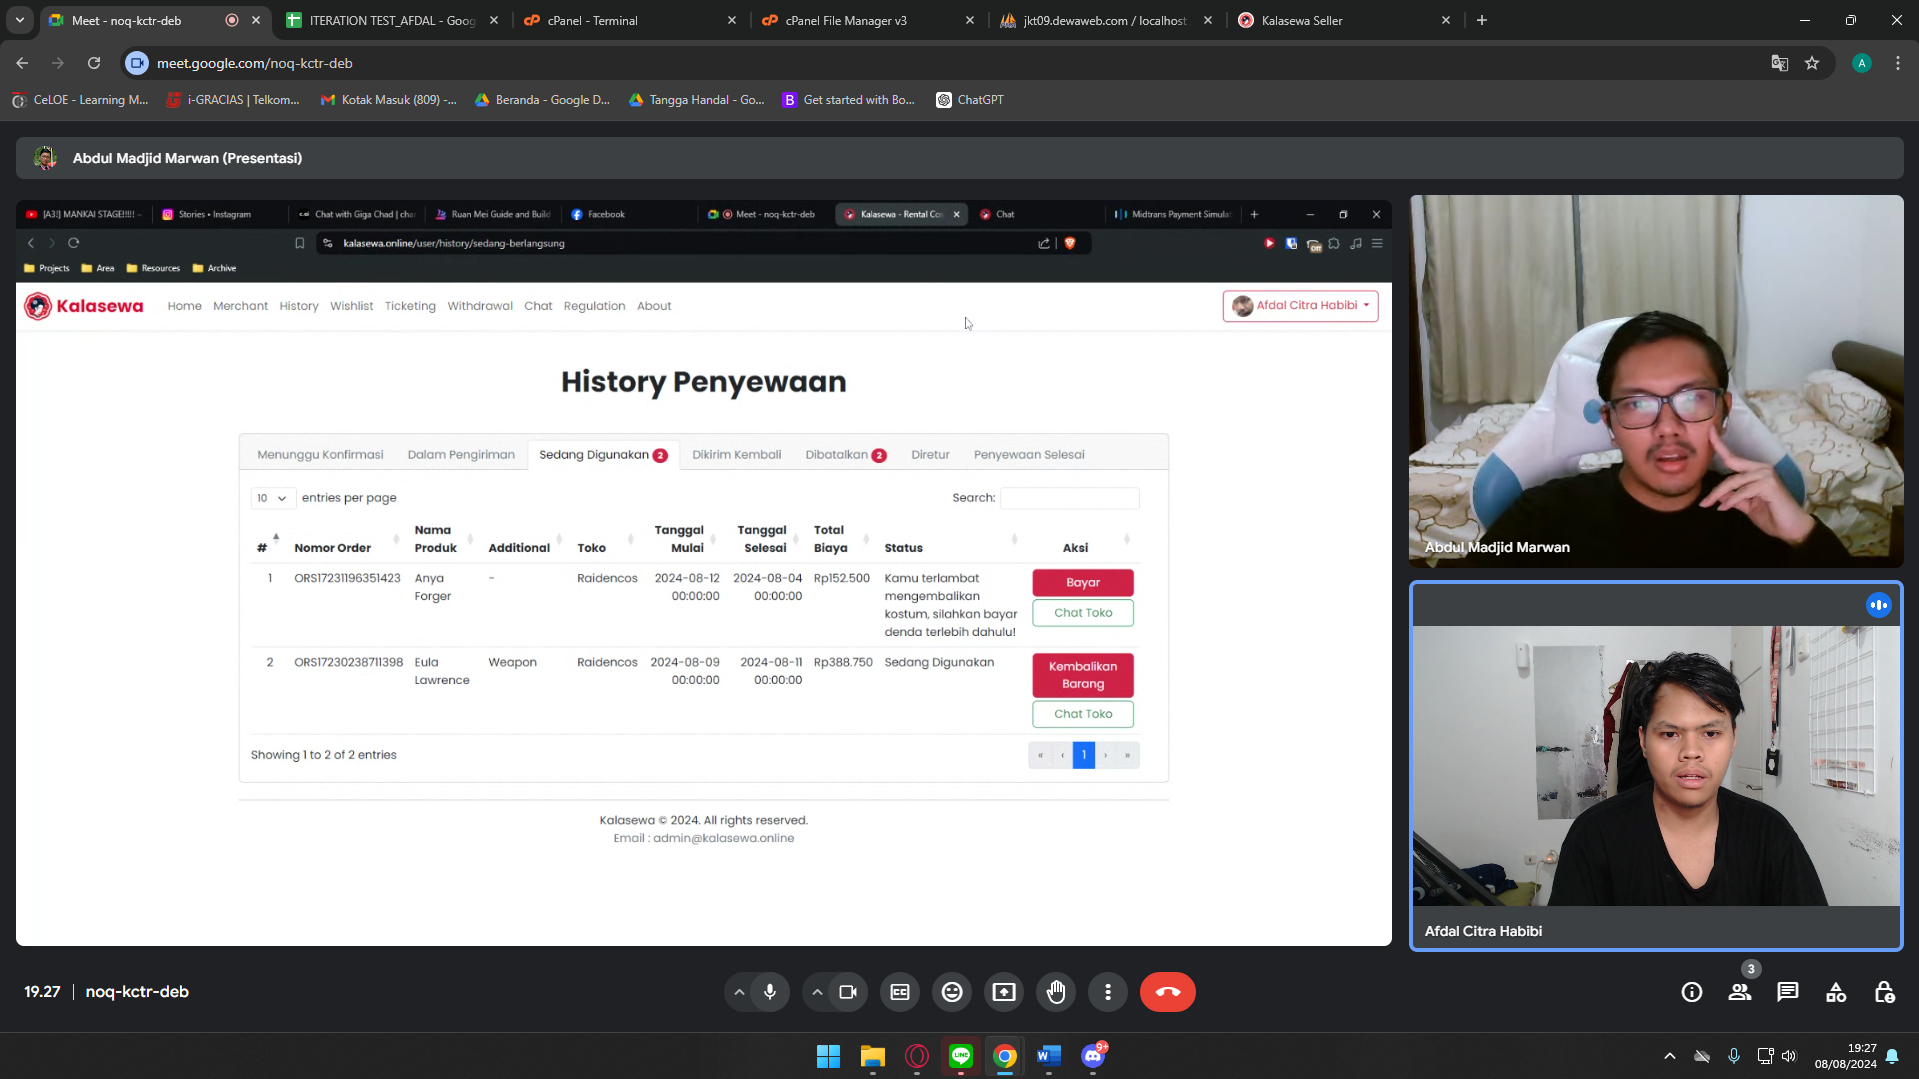 Meet - noq-kctr-deb
ITERATION TEST_AFDAL - Goog
cPanel - Terminal
cPanel File Manager v3
jkt09.dewaweb.com / localhost
Kalasewa Seller
meet.google.com/noq-kctr-deb
A
CeLOE - Learning M...
i-GRACIAS | Telkom...
Kotak Masuk (809) -...
Beranda - Google D...
Tangga Handal - Go...
Get started with Bo...
ChatGPT
Abdul Madjid Marwan (Presentasi)
[A3!] MANKAI STAGE!!!!! -
Stories • Instagram
Chat with Giga Chad | char
Ruan Mei Guide and Build
Facebook
Meet - noq-kctr-deb
Kalasewa - Rental Cos
Chat
Midtrans Payment Simulat
kalasewa.online/user/history/sedang-berlangsung
Projects
Area
Resources
Archive
Kalasewa
Home
Merchant
History
Wishlist
Ticketing
Withdrawal
Chat
Regulation
About
Afdal Citra Habibi
History Penyewaan
Menunggu Konfirmasi
Dalam Pengiriman
Sedang Digunakan 2
Dikirim Kembali
Dibatalkan 2
Diretur
Penyewaan Selesai
10 entries per page
Search:
# Nomor Order Nama Produk Additional Toko Tanggal Mulai Tanggal Selesai Total Biaya Status Aksi
1 ORS17231196351423 Anya Forger - Raidencos 2024-08-12 00:00:00 2024-08-04 00:00:00 Rp152.500 Kamu terlambat mengembalikan kostum, silahkan bayar denda terlebih dahulu! Bayar
Chat Toko
2 ORS17230238711398 Eula Lawrence Weapon Raidencos 2024-08-09 00:00:00 2024-08-11 00:00:00 Rp388.750 Sedang Digunakan Kembalikan Barang
Chat Toko
Showing 1 to 2 of 2 entries
« ‹ 1 › »
Kalasewa © 2024. All rights reserved.
Email : admin@kalasewa.online
Abdul Madjid Marwan
Afdal Citra Habibi
19.27 | noq-kctr-deb
3
9+
19:27
08/08/2024